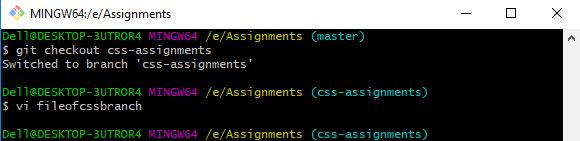 MINGW64:/e/Assignments
Dell@DESKTOP-3UTROR4 MINGW64 /e/Assignments (master)
$ git checkout css-assignments
Switched to branch 'css-assignments'
Dell@DESKTOP-3UTROR4 MINGW64 /e/Assignments (css-assignments)
$ vi fileofcssbranch
Dell@DESKTOP-3UTROR4 MINGW64 /e/Assignments (css-assignments)